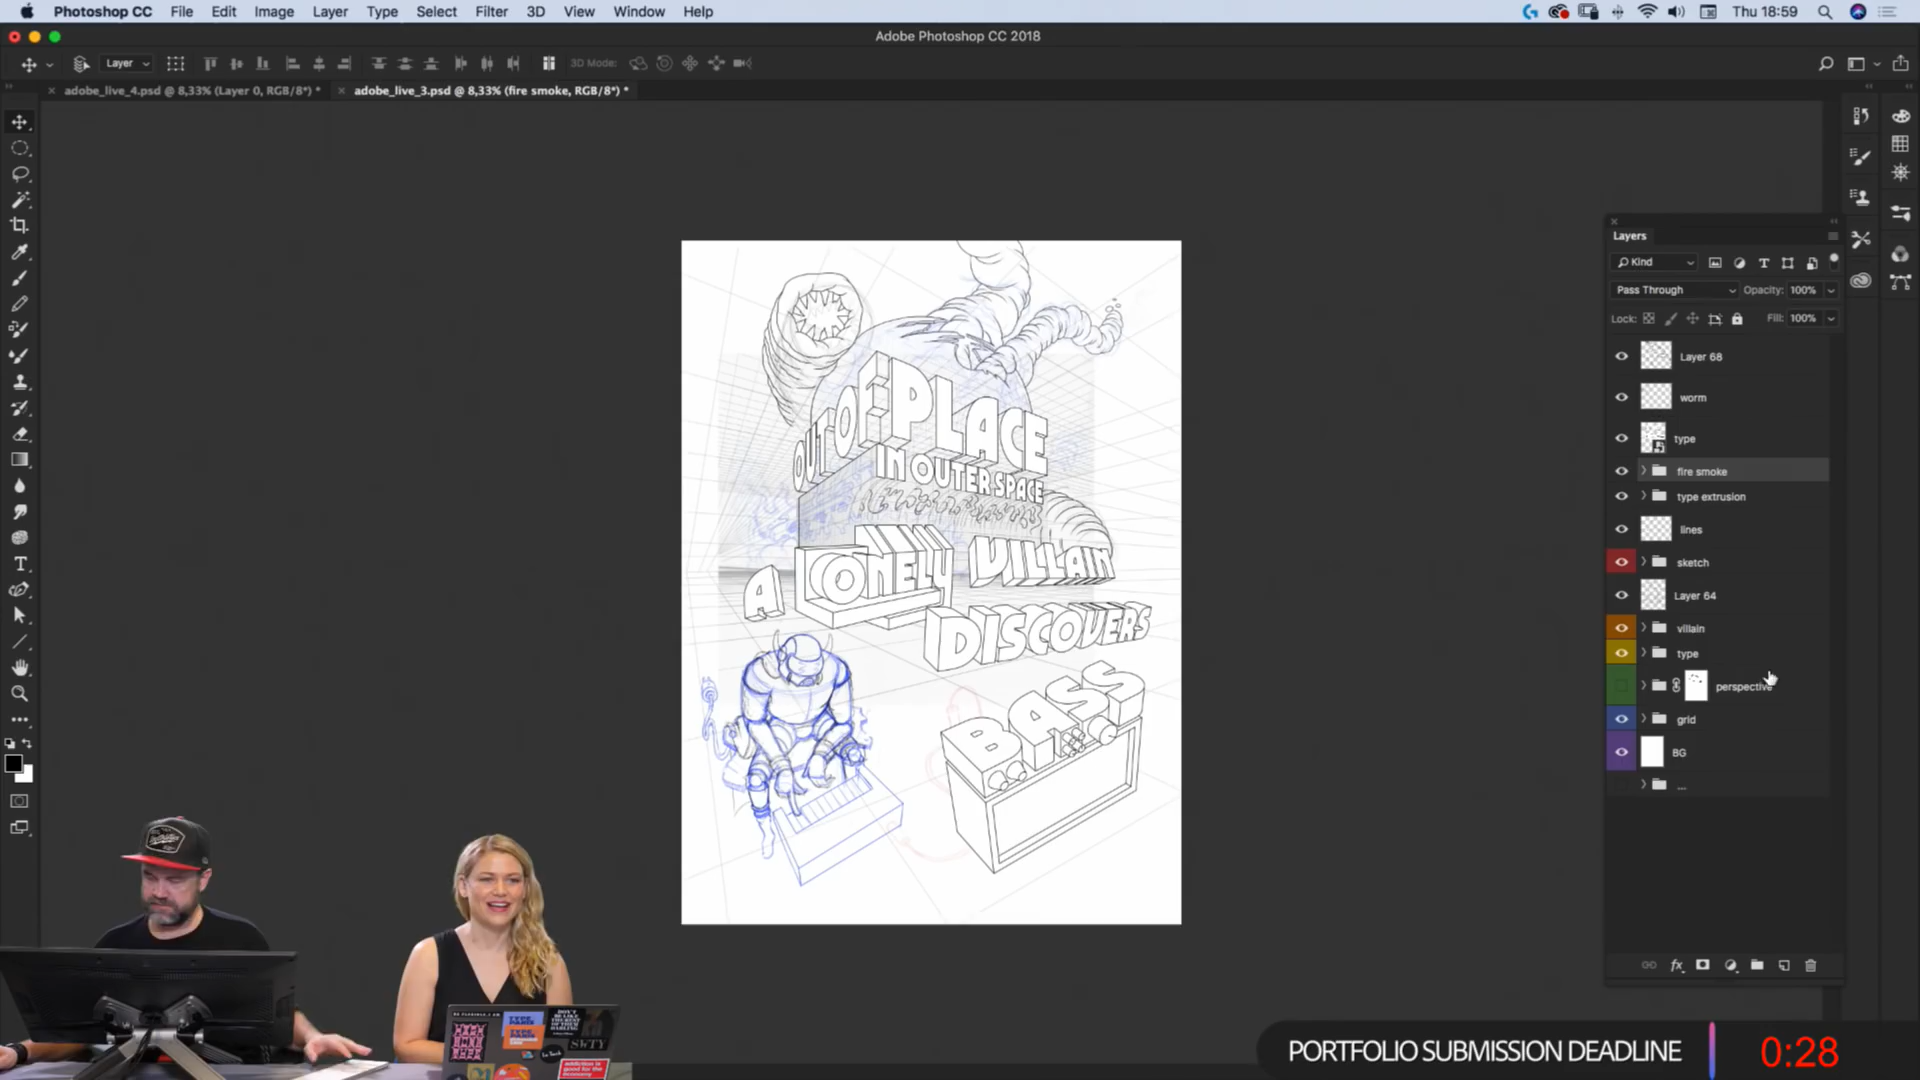 Photoshop CC File Edit Image Layer Type Select Filter 3D View Window Help Thu 18:59
Adobe Photoshop CC 2018
Layer 3D Mode:
adobe_live_4.psd @ 8,33% (Layer 0, RGB/8*) * adobe_live_3.psd @ 8,33% (fire smoke, RGB/8*) *
Layers
Kind
Pass Through Opacity: 100%
Lock: Fill: 100%
Layer 68
worm
type
fire smoke
type extrusion
lines
sketch
Layer 64
villain
type
perspective
grid
BG
...
OUT OF PLACE
IN OUTER SPACE
A LONELY VILLAIN
DISCOVERS
BASS
SWTY
PORTFOLIO SUBMISSION DEADLINE 0:28